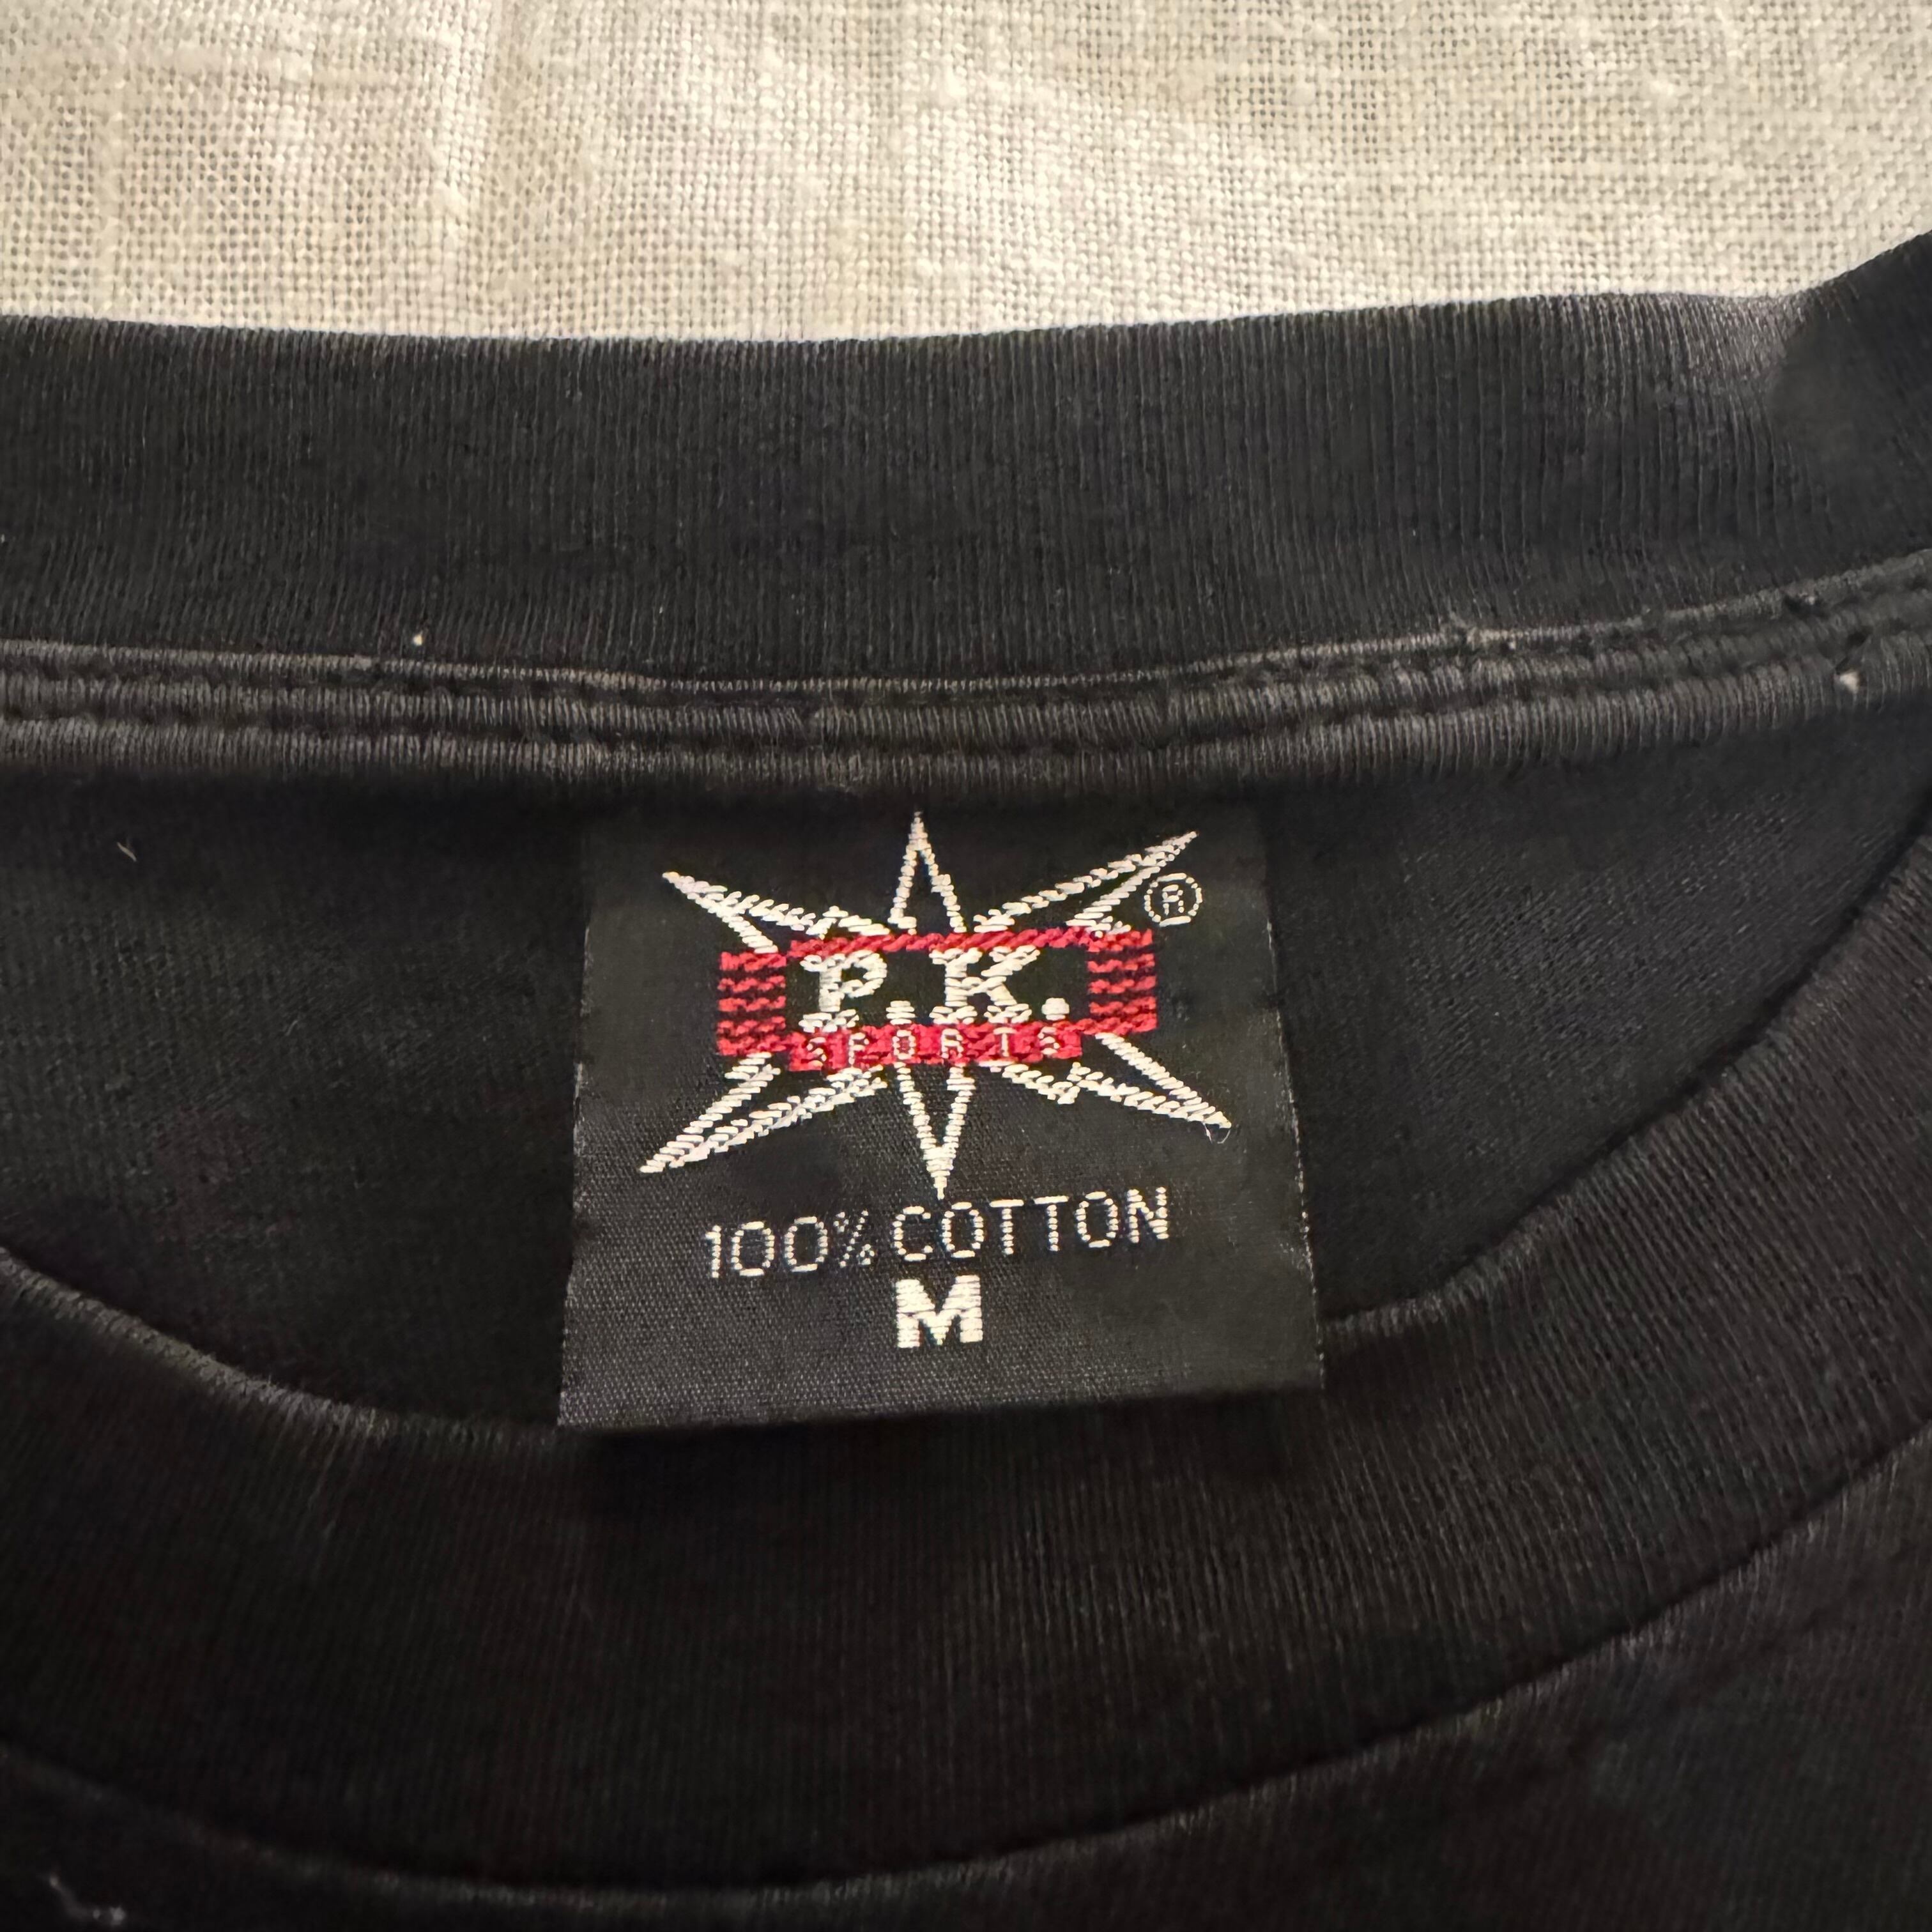 ®
P.K.
SPORTS
100% COTTON
M